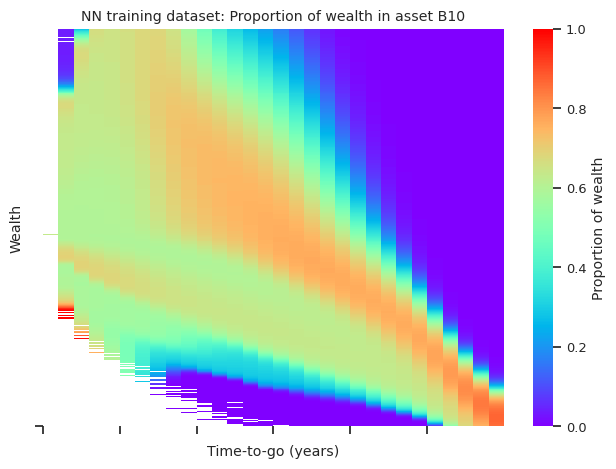 NN training dataset: Proportion of wealth in asset B10
Wealth
Time-to-go (years)
1.0
0.8
0.6
0.4
0.2
0.0
Proportion of wealth